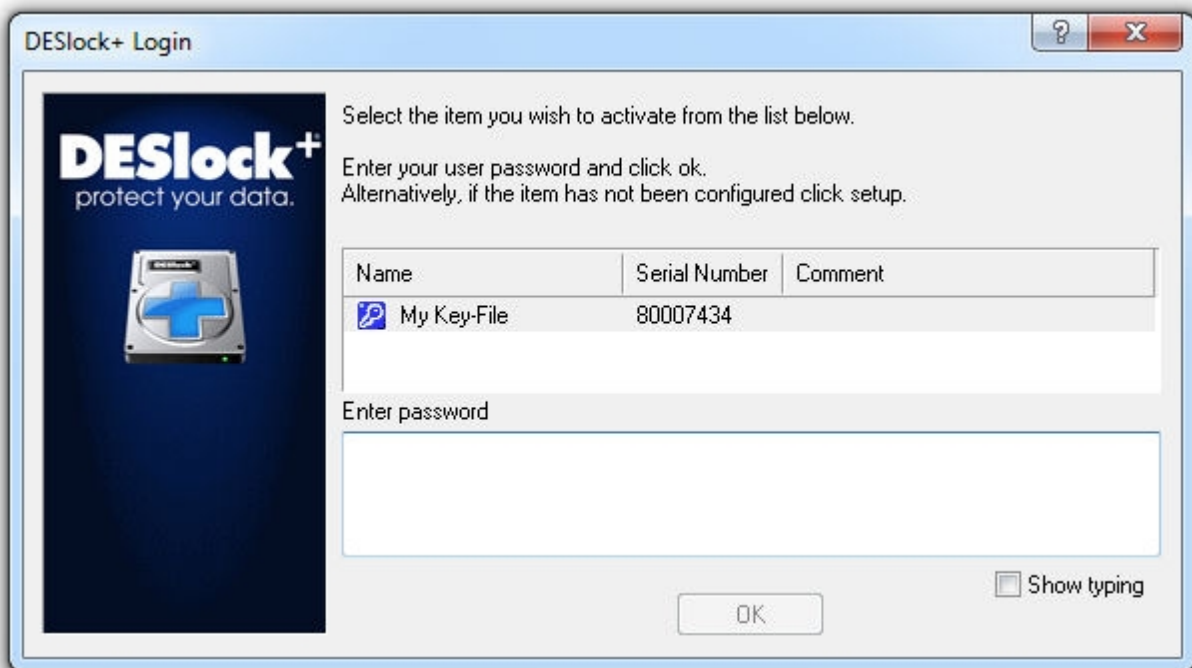 DESlock+ Login
DESlock+
protect your data.
DESlock+
Select the item you wish to activate from the list below.
Enter your user password and click ok.
Alternatively, if the item has not been configured click setup.
Name Serial Number Comment
My Key-File 80007434
Enter password
Show typing
OK